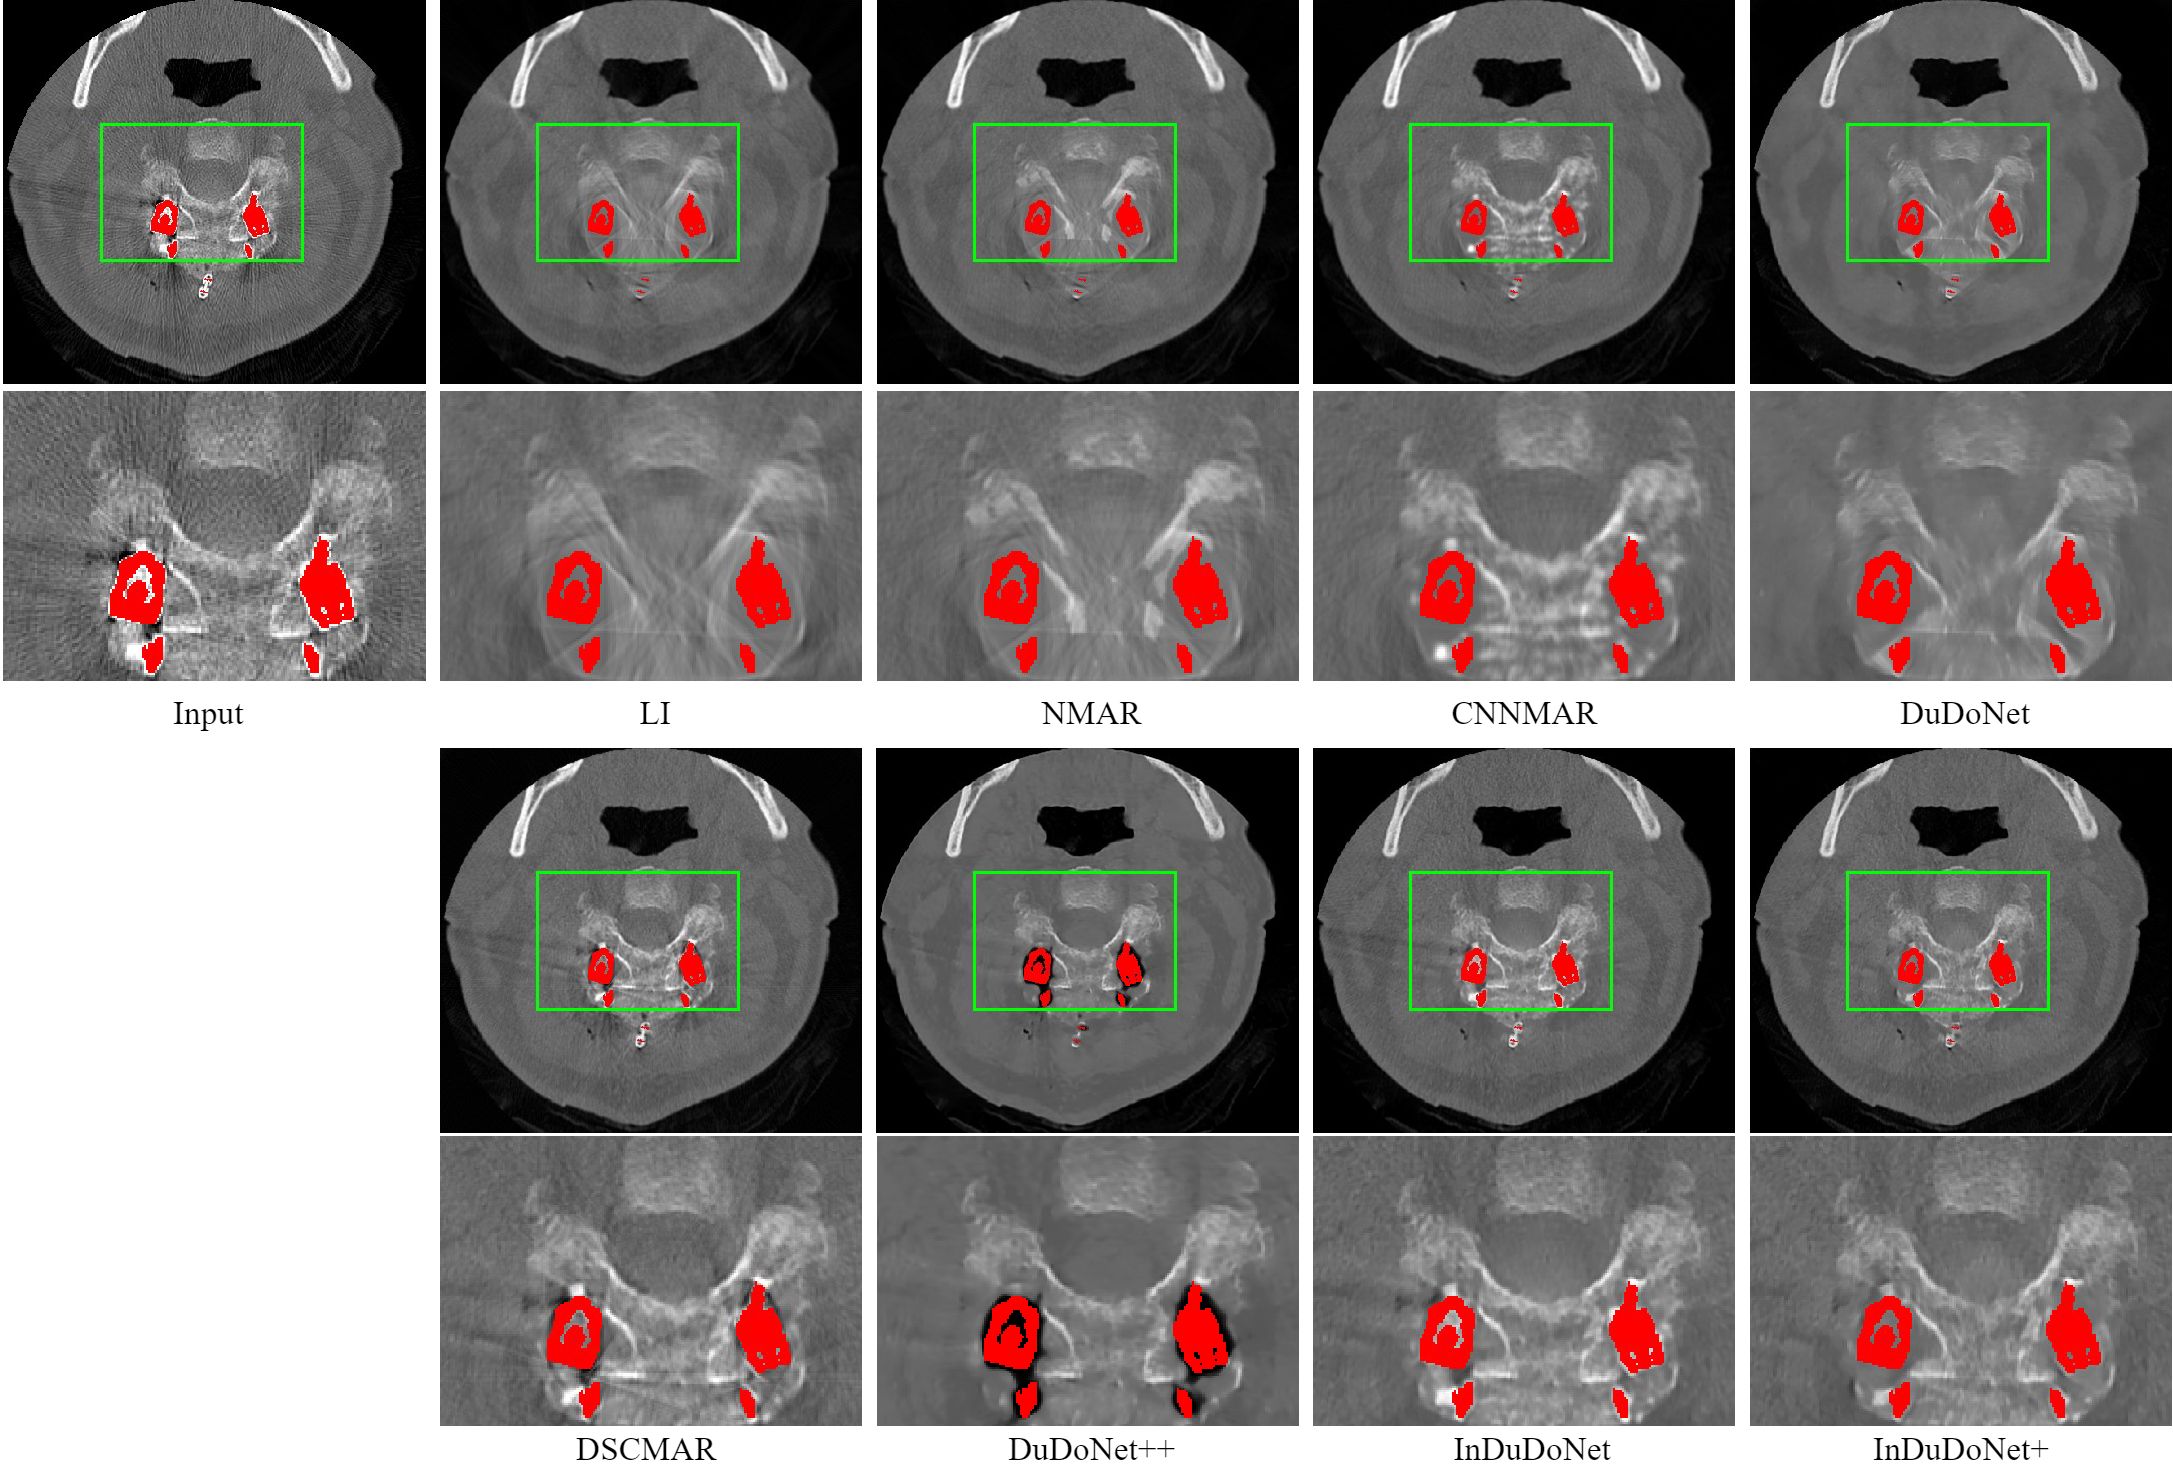 Input
LI
NMAR
CNNMAR
DuDoNet
DSCMAR
DuDoNet++
InDuDoNet
InDuDoNet+